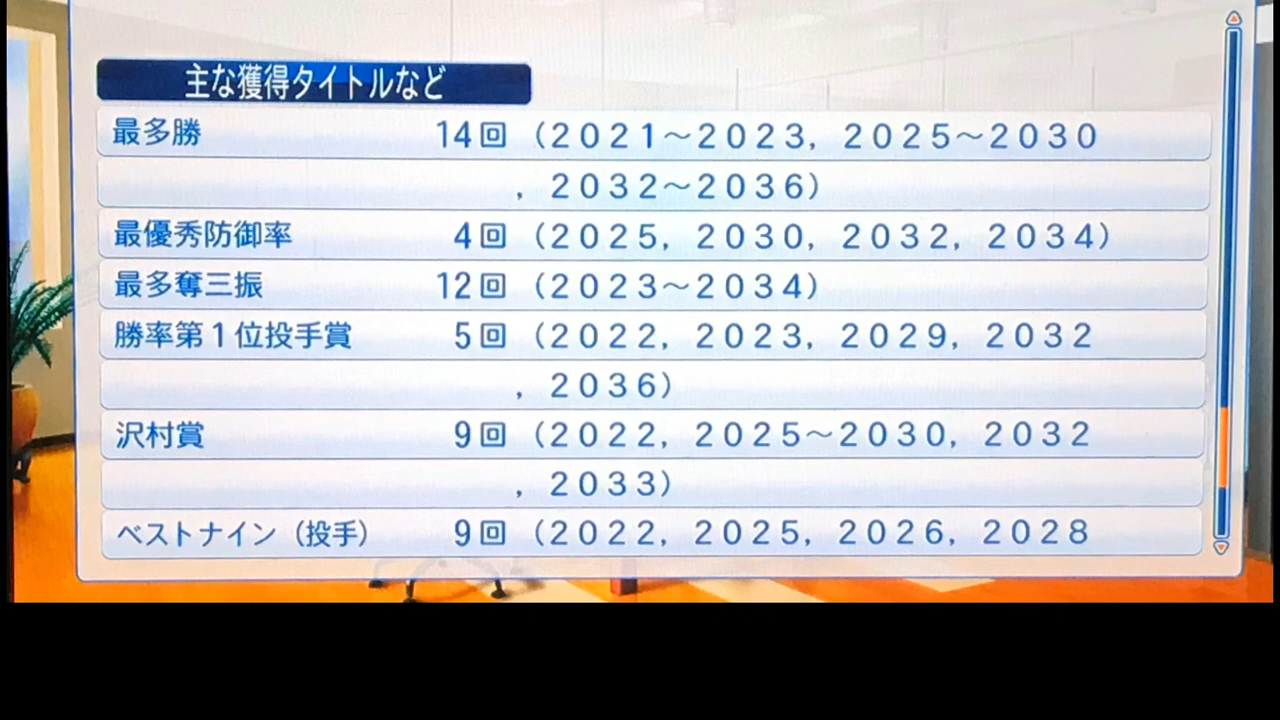 主な獲得タイトルなど
最多勝 14回 (2021～2023, 2025～2030
, 2032～2036)
最優秀防御率 4回 (2025, 2030, 2032, 2034)
最多奪三振 12回 (2023～2034)
勝率第1位投手賞 5回 (2022, 2023, 2029, 2032
, 2036)
沢村賞 9回 (2022, 2025～2030, 2032
, 2033)
ベストナイン (投手) 9回 (2022, 2025, 2026, 2028